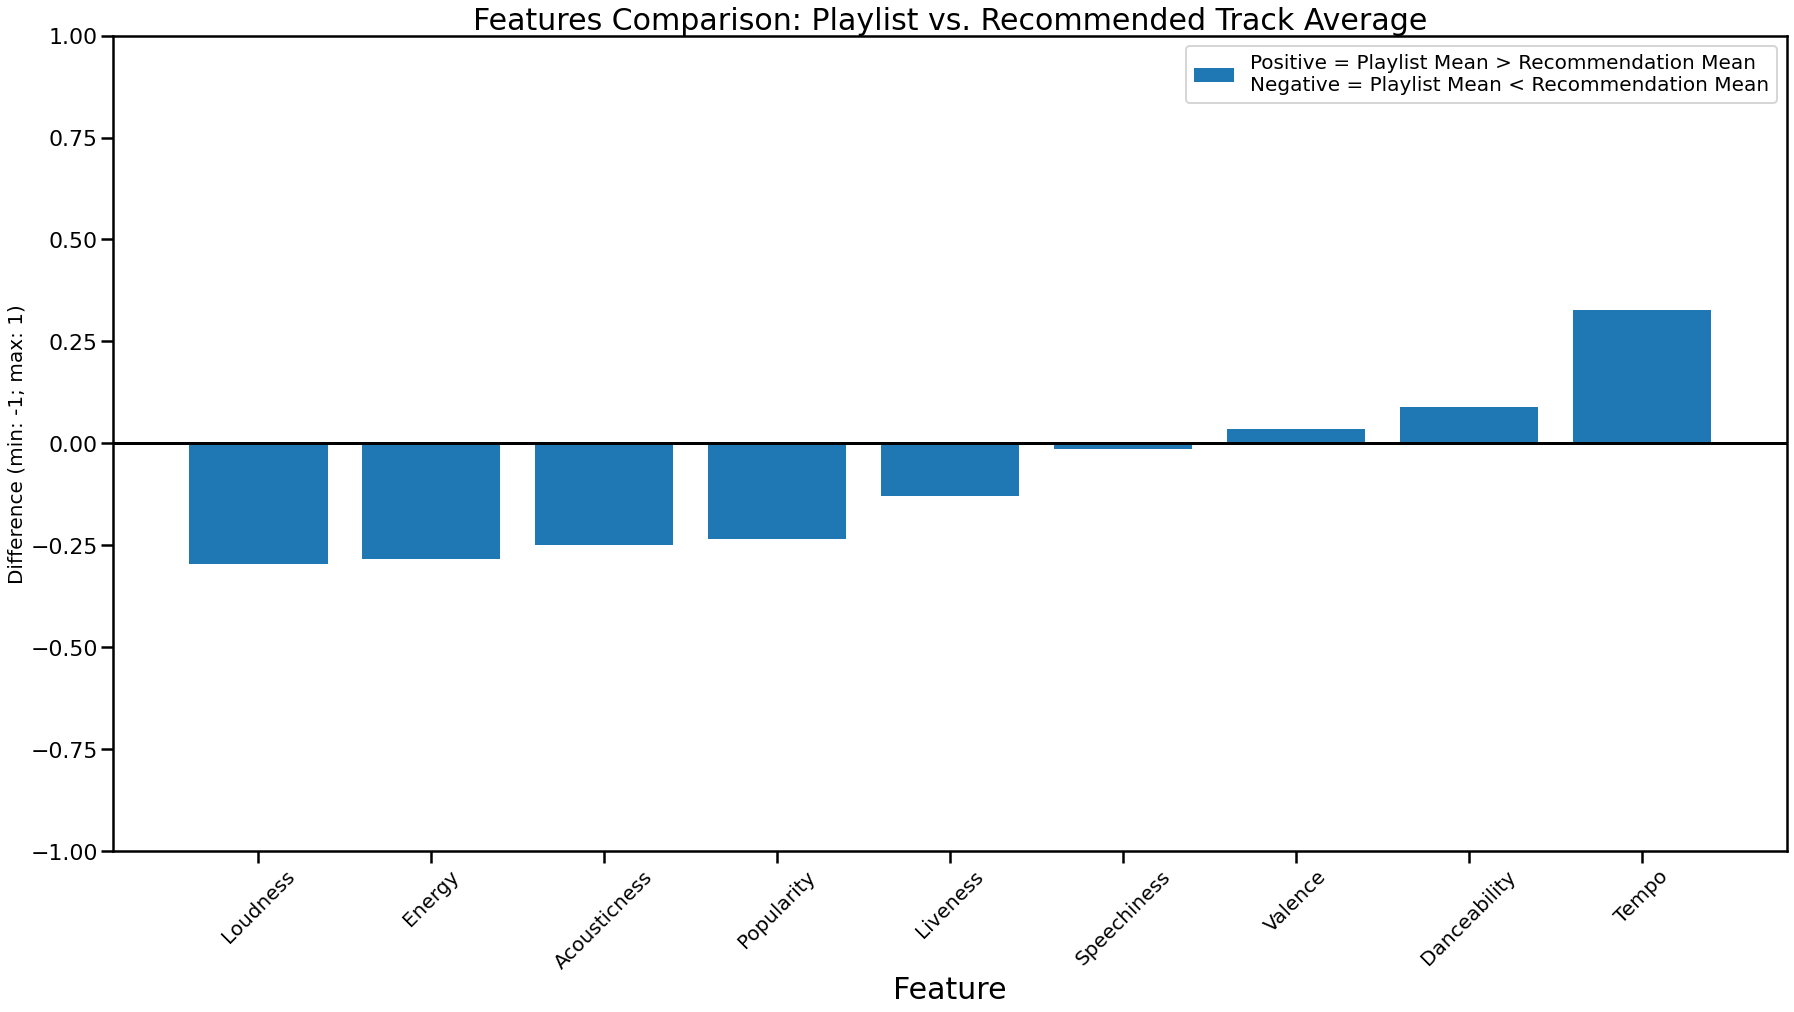 Features Comparison: Playlist vs. Recommended Track Average
Positive = Playlist Mean > Recommendation Mean
Negative = Playlist Mean < Recommendation Mean
Difference (min: -1; max: 1)
1.00
0.75
0.50
0.25
0.00
−0.25
−0.50
−0.75
−1.00
Loudness
Energy
Acousticness
Popularity
Liveness
Speechiness
Valence
Danceability
Tempo
Feature